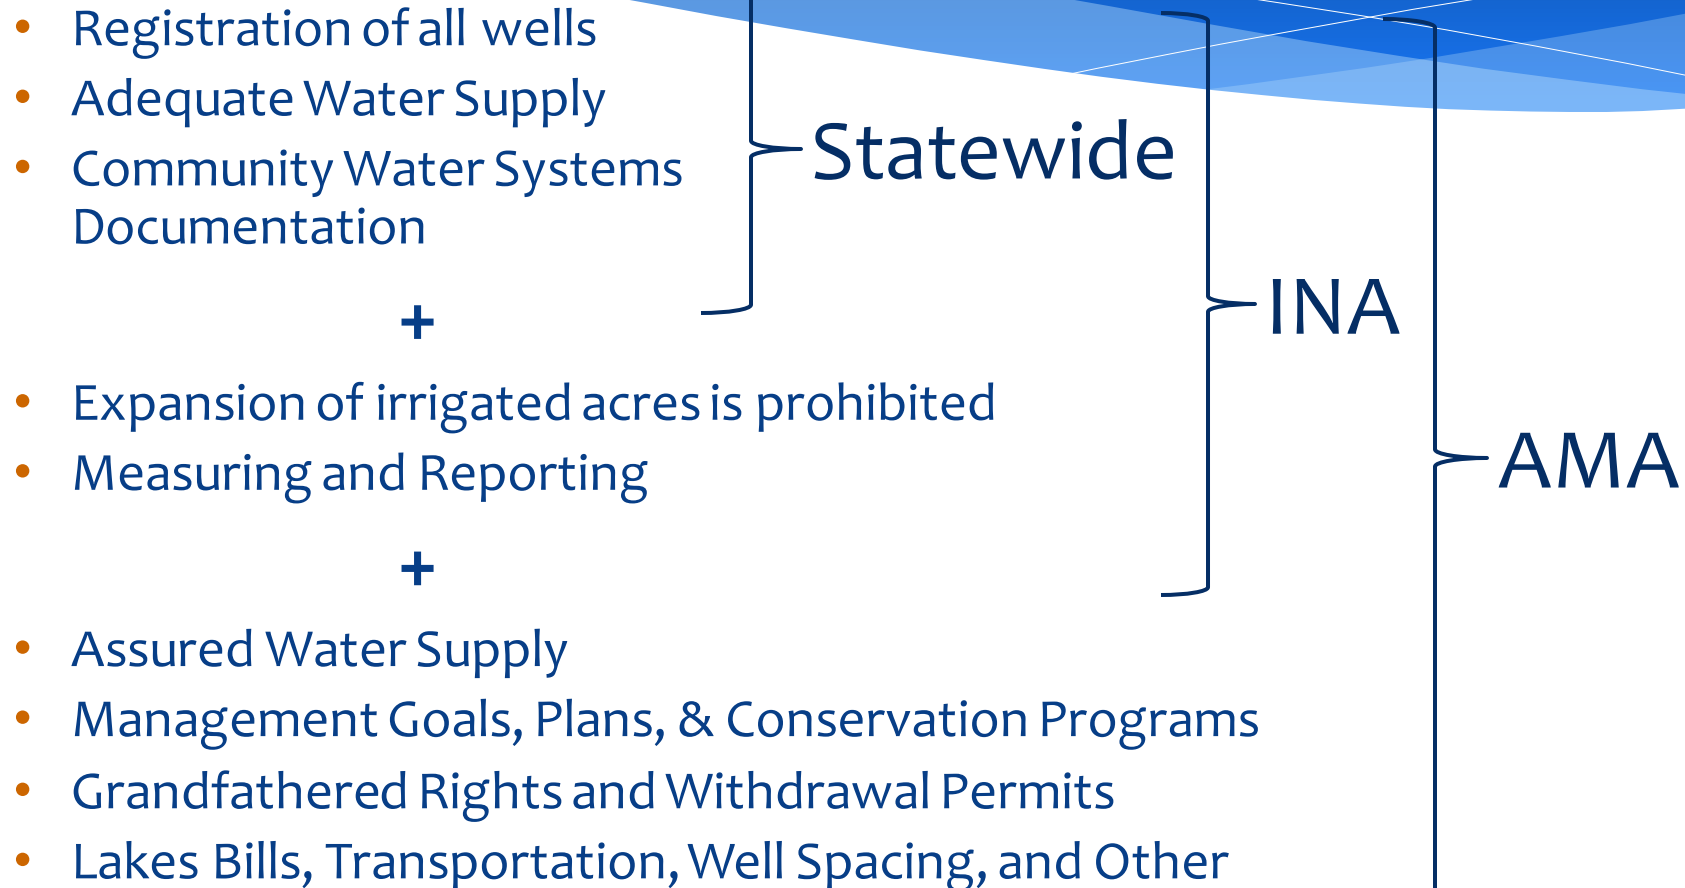 • Registration of all wells
• Adequate Water Supply
• Community Water Systems
Documentation
Statewide
+
INA
• Expansion of irrigated acres is prohibited
• Measuring and Reporting
AMA
+
• Assured Water Supply
• Management Goals, Plans, & Conservation Programs
• Grandfathered Rights and Withdrawal Permits
• Lakes Bills, Transportation, Well Spacing, and Other